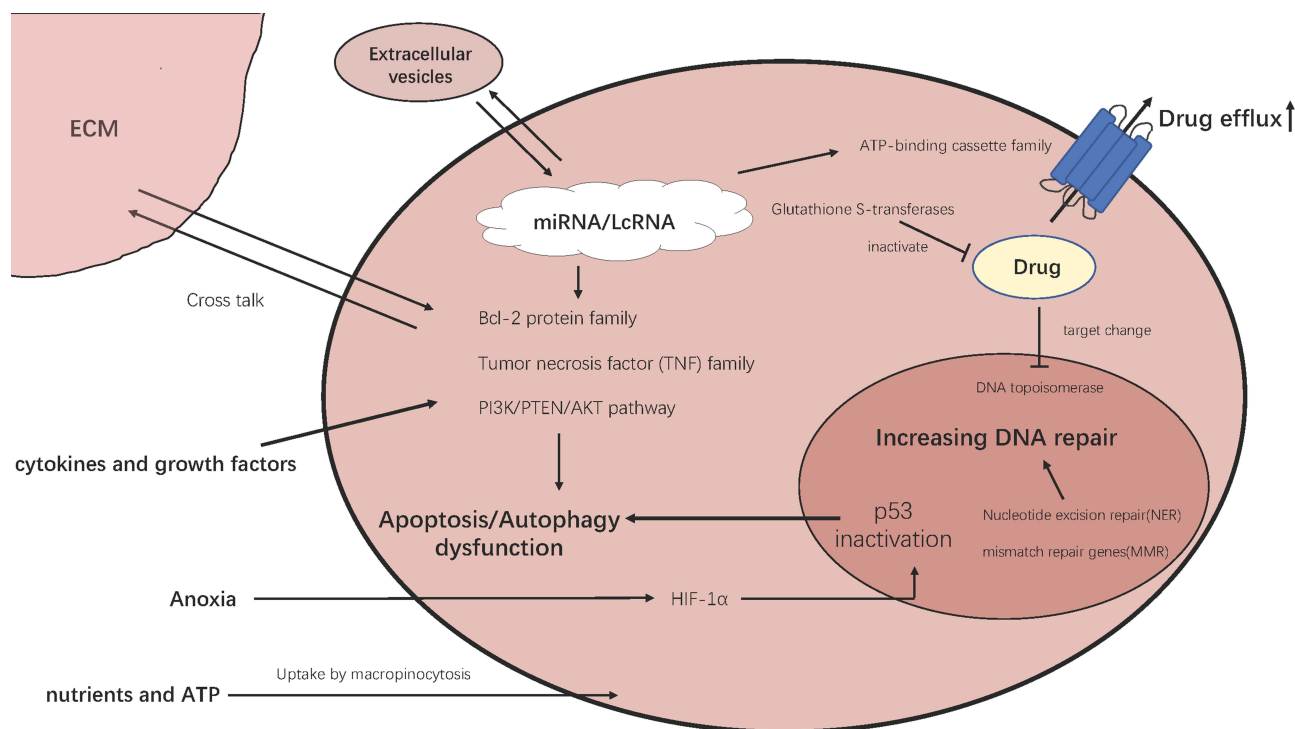 Extracellular
vesicles
ECM
Drug efflux
ATP-binding cassette family
miRNA/LcRNA
Glutathione S-transferases
inactivate
Drug
Cross talk
Bcl-2 protein family
target change
Tumor necrosis factor (TNF) family
DNA topoisomerase
PI3K/PTEN/AKT pathway
Increasing DNA repair
cytokines and growth factors
Apoptosis/Autophagy
dysfunction
p53
inactivation
Nucleotide excision repair(NER)
mismatch repair genes(MMR)
Anoxia
HIF-1α
Uptake by macropinocytosis
nutrients and ATP